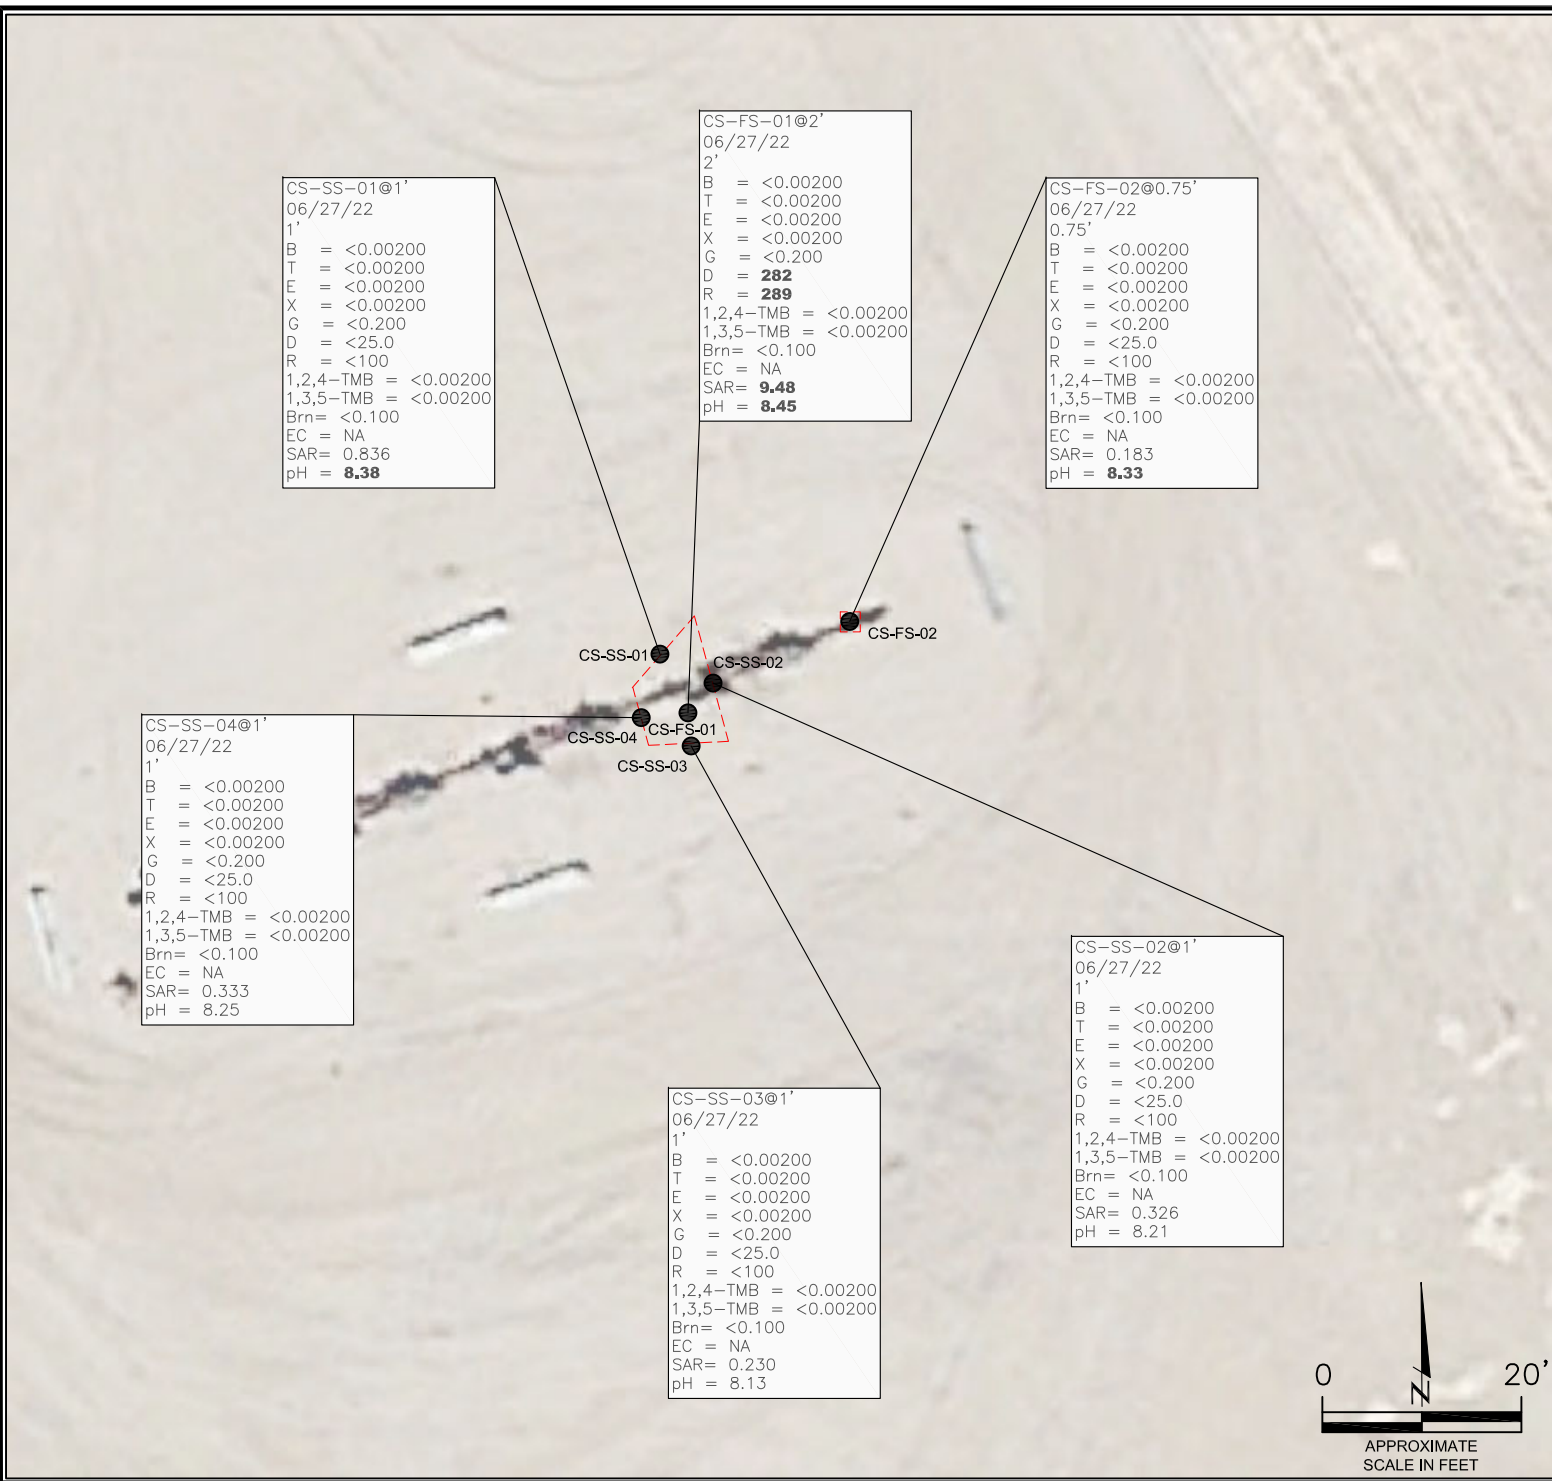 CS-FS-01@2'
06/27/22
2'
B = <0.00200
T = <0.00200
E = <0.00200
X = <0.00200
G = <0.200
D = 282
R = 289
1,2,4-TMB = <0.00200
1,3,5-TMB = <0.00200
Brn= <0.100
EC = NA
SAR= 9.48
pH = 8.45
CS-SS-01@1'
06/27/22
1'
B = <0.00200
T = <0.00200
E = <0.00200
X = <0.00200
G = <0.200
D = <25.0
R = <100
1,2,4-TMB = <0.00200
1,3,5-TMB = <0.00200
Brn= <0.100
EC = NA
SAR= 0.836
pH = 8.38
CS-FS-02@0.75'
06/27/22
0.75'
B = <0.00200
T = <0.00200
E = <0.00200
X = <0.00200
G = <0.200
D = <25.0
R = <100
1,2,4-TMB = <0.00200
1,3,5-TMB = <0.00200
Brn= <0.100
EC = NA
SAR= 0.183
pH = 8.33
CS-FS-02
CS-SS-01
CS-SS-02
CS-FS-01
CS-SS-04
CS-SS-03
CS-SS-04@1'
06/27/22
1'
B = <0.00200
T = <0.00200
E = <0.00200
X = <0.00200
G = <0.200
D = <25.0
R = <100
1,2,4-TMB = <0.00200
1,3,5-TMB = <0.00200
Brn= <0.100
EC = NA
SAR= 0.333
pH = 8.25
CS-SS-02@1'
06/27/22
1'
B = <0.00200
T = <0.00200
E = <0.00200
X = <0.00200
G = <0.200
D = <25.0
R = <100
1,2,4-TMB = <0.00200
1,3,5-TMB = <0.00200
Brn= <0.100
EC = NA
SAR= 0.326
pH = 8.21
CS-SS-03@1'
06/27/22
1'
B = <0.00200
T = <0.00200
E = <0.00200
X = <0.00200
G = <0.200
D = <25.0
R = <100
1,2,4-TMB = <0.00200
1,3,5-TMB = <0.00200
Brn= <0.100
EC = NA
SAR= 0.230
pH = 8.13
N
0 20'
APPROXIMATE
SCALE IN FEET